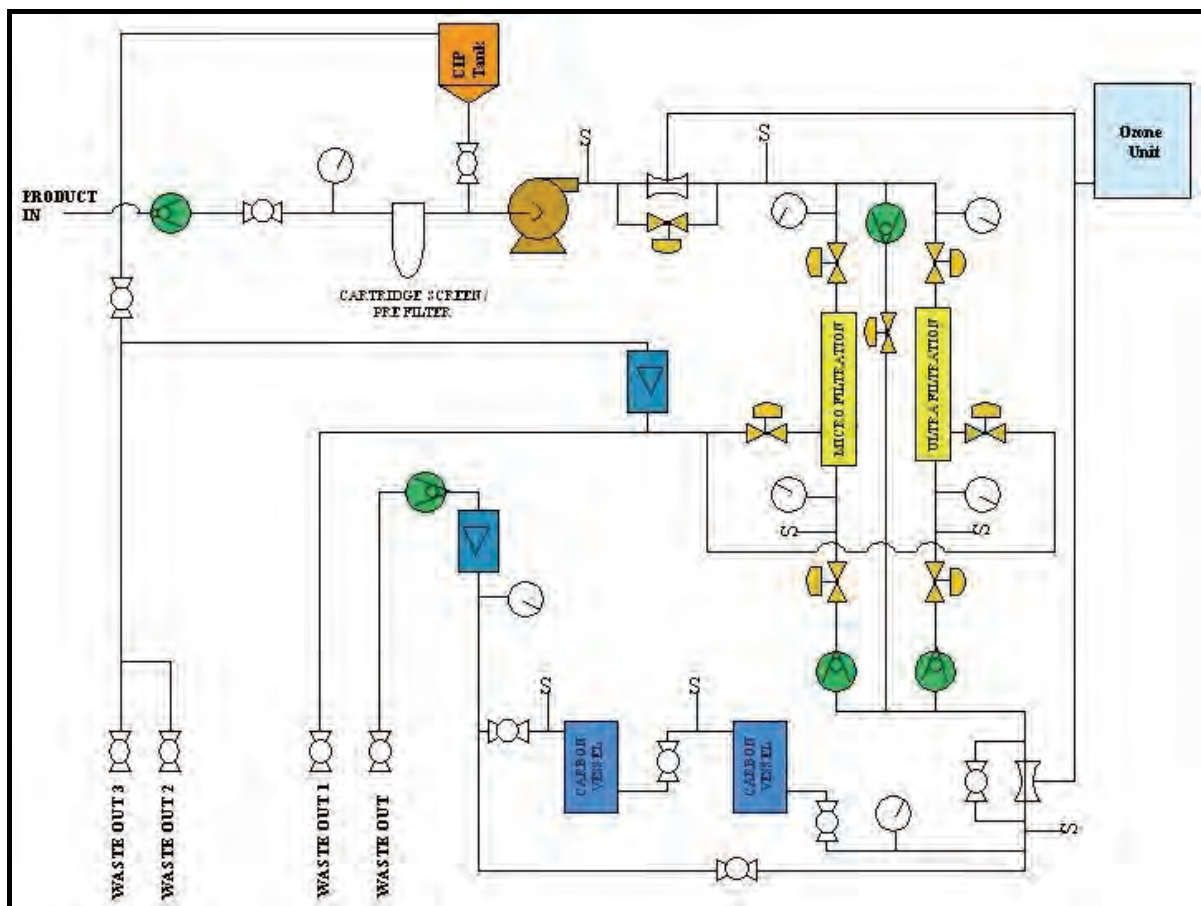 CIP
Tank
Ozone
Unit
S
S
PRODUCT
IN
CARTRIDGE SCREEN/
PRE FILTER
MICRO FILTRATION
ULTRA FILTRATION
S
S
S
S
CARBON
VESSEL
CARBON
VESSEL
S
WASTE OUT 3
WASTE OUT 2
WASTE OUT 1
WASTE OUT